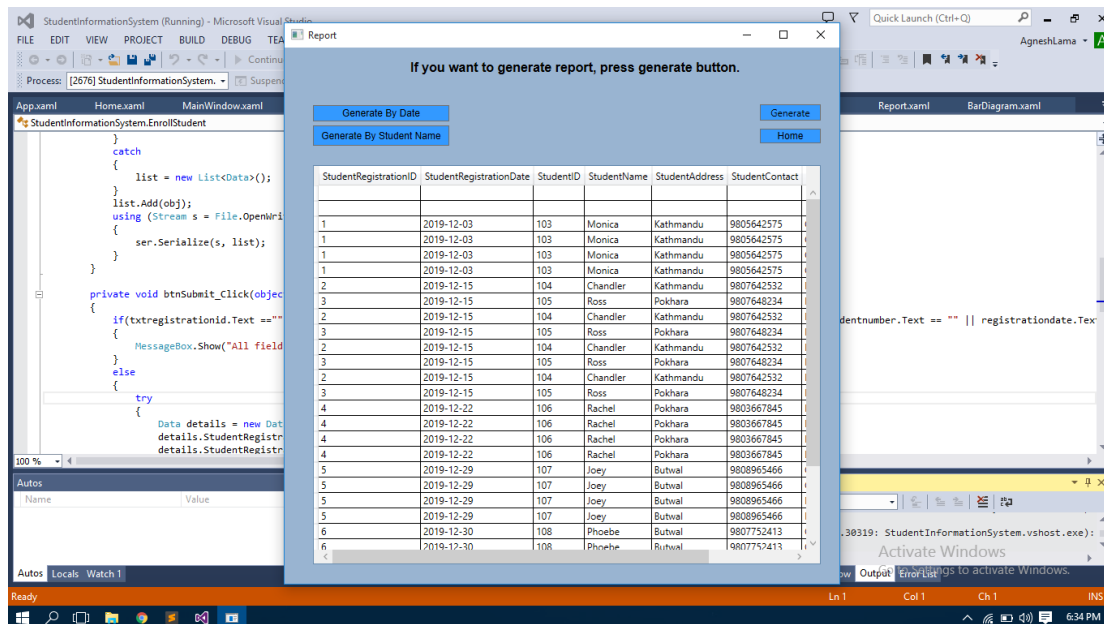 StudentInformationSystem (Running) - Microsoft Visual Studio
Quick Launch (Ctrl+Q)
FILE EDIT VIEW PROJECT BUILD DEBUG TEA
AgneshLama
A
Continu
Process: [2676] StudentInformationSystem.
Suspen
App.xaml Home.xaml MainWindow.xaml
Report.xaml BarDiagram.xaml
StudentInformationSystem.EnrollStudent
}
catch
{
list = new List<Data>();
}
list.Add(obj);
using (Stream s = File.OpenWri
{
ser.Serialize(s, list);
}
}
private void btnSubmit_Click(objec
{
if(txtregistrationid.Text ==""
dentnumber.Text == "" || registrationdate.Tex
{
MessageBox.Show("All field
}
else
{
try
{
Data details = new Dat
details.StudentRegistr
details.StudentRegistr
100 %
Autos
Name Value
Autos Locals Watch 1
Report
If you want to generate report, press generate button.
Generate By Date
Generate
Generate By Student Name
Home
StudentRegistrationID StudentRegistrationDate StudentID StudentName StudentAddress StudentContact
1 2019-12-03 103 Monica Kathmandu 9805642575
1 2019-12-03 103 Monica Kathmandu 9805642575
1 2019-12-03 103 Monica Kathmandu 9805642575
1 2019-12-03 103 Monica Kathmandu 9805642575
2 2019-12-15 104 Chandler Kathmandu 9807642532
3 2019-12-15 105 Ross Pokhara 9807648234
2 2019-12-15 104 Chandler Kathmandu 9807642532
3 2019-12-15 105 Ross Pokhara 9807648234
2 2019-12-15 104 Chandler Kathmandu 9807642532
3 2019-12-15 105 Ross Pokhara 9807648234
2 2019-12-15 104 Chandler Kathmandu 9807642532
3 2019-12-15 105 Ross Pokhara 9807648234
4 2019-12-22 106 Rachel Pokhara 9803667845
4 2019-12-22 106 Rachel Pokhara 9803667845
4 2019-12-22 106 Rachel Pokhara 9803667845
4 2019-12-22 106 Rachel Pokhara 9803667845
5 2019-12-29 107 Joey Butwal 9808965466
5 2019-12-29 107 Joey Butwal 9808965466
5 2019-12-29 107 Joey Butwal 9808965466
5 2019-12-29 107 Joey Butwal 9808965466
6 2019-12-30 108 Phoebe Butwal 9807752413
6 2019-12-30 108 Phoebe Butwal 9807752413
.30319: StudentInformationSystem.vshost.exe):
Activate Windows
Go to Settings to activate Windows.
ow Output Error List
Ready
Ln 1 Col 1 Ch 1 INS
6:34 PM